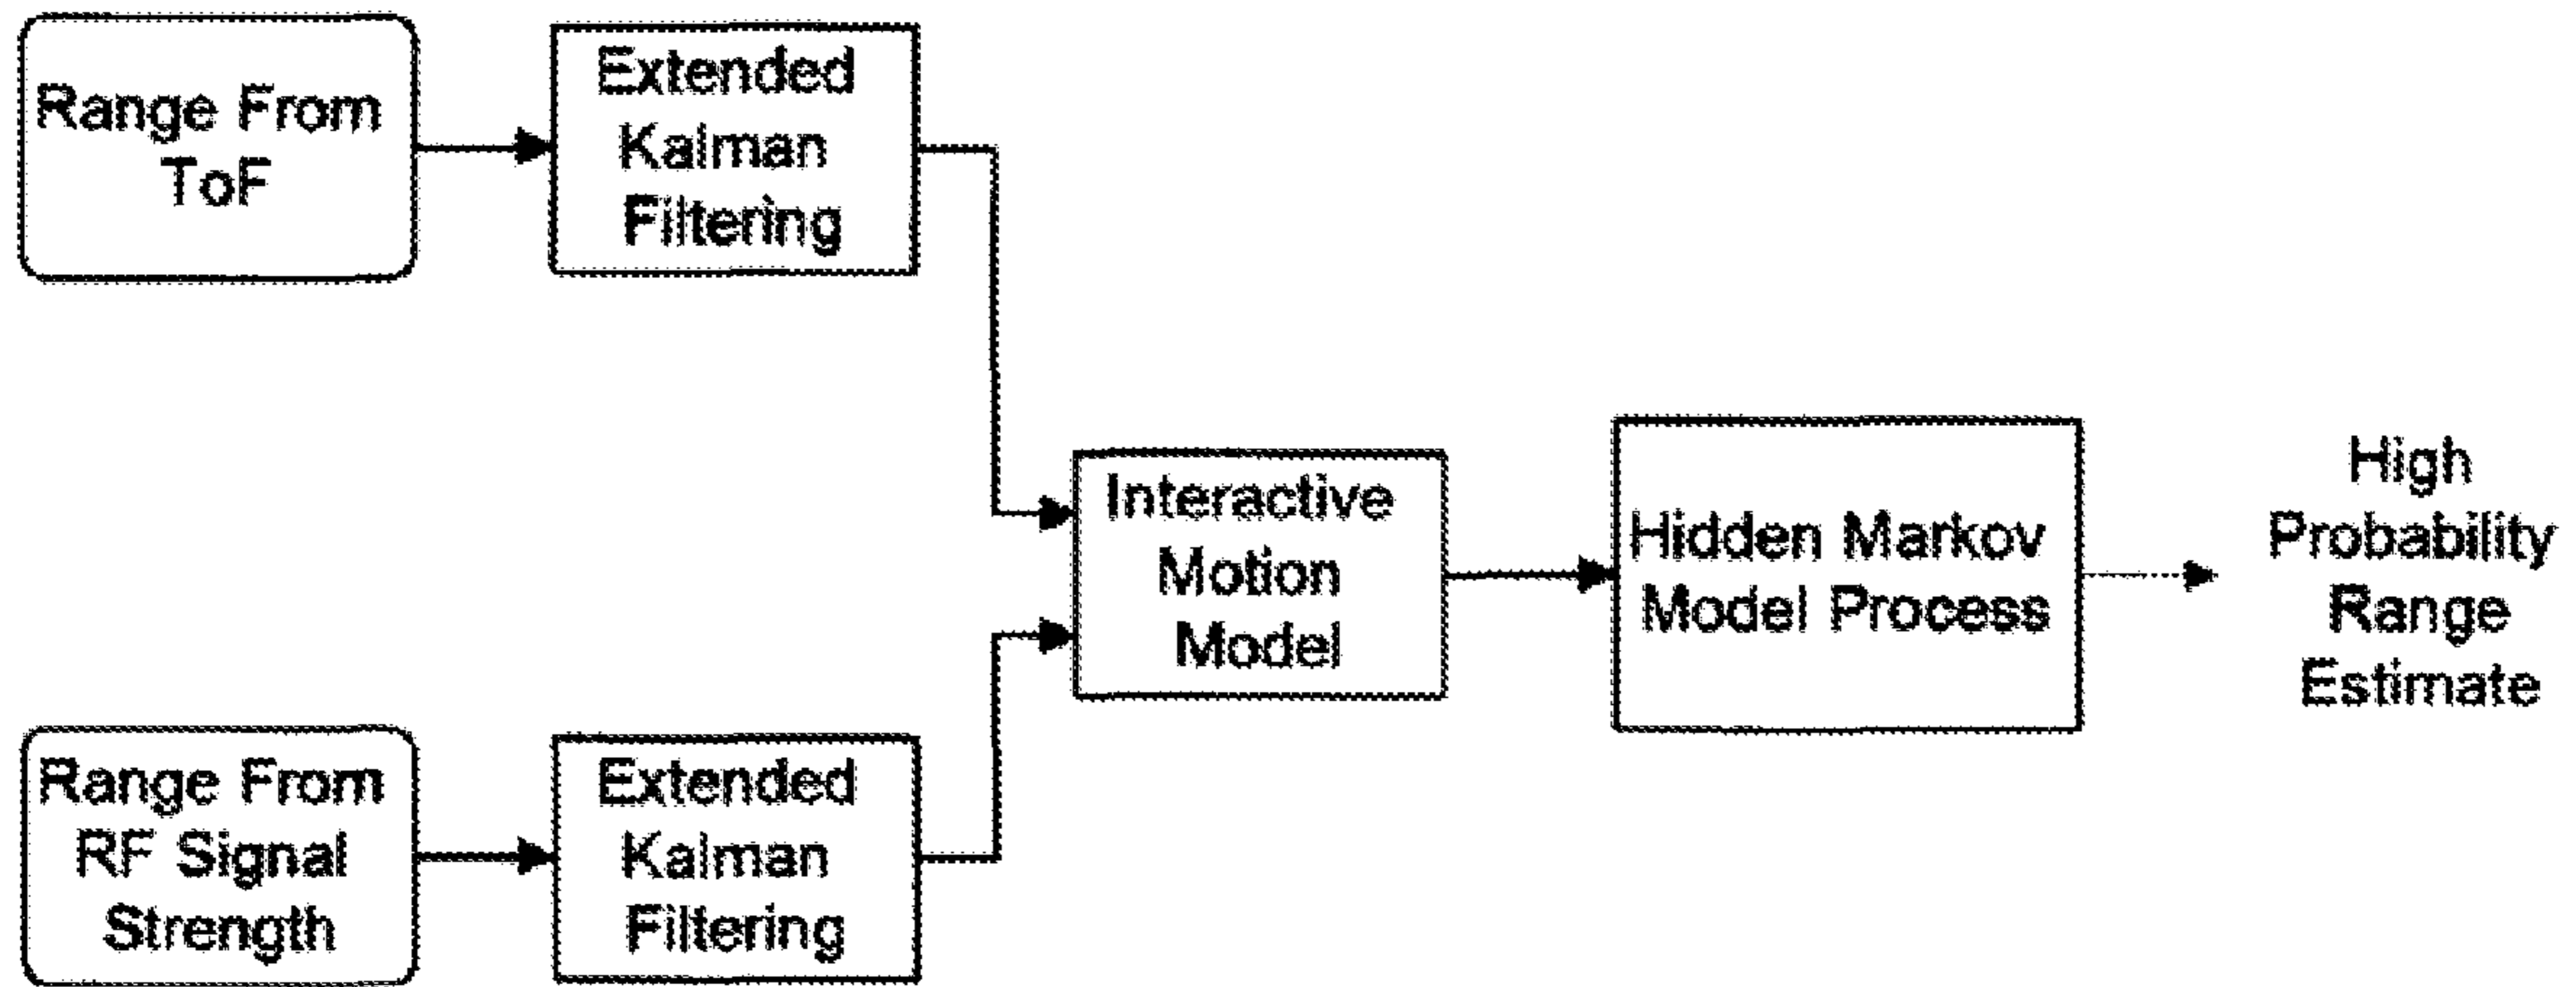 Range From
ToF
Extended
Kalman
Filtering
Interactive
Motion
Model
Hidden Markov
Model Process
High
Probability
Range
Estimate
Range From
RF Signal
Strength
Extended
Kalman
Filtering